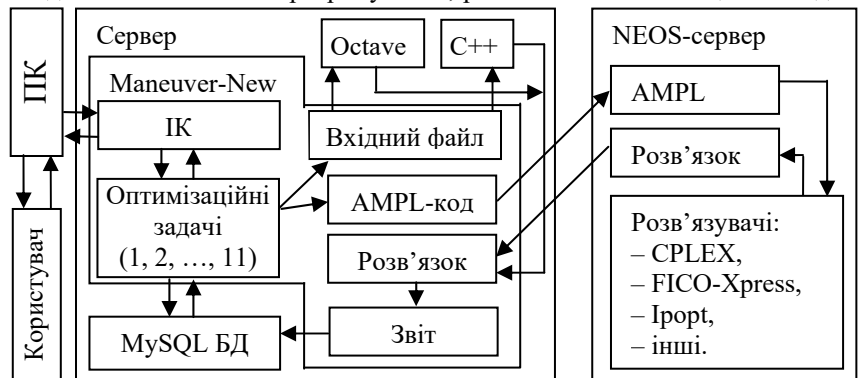 ПК
Користувач
Сервер
Octave
C++
Maneuver-New
ІК
Вхідний файл
Оптимізаційні
задачі
(1, 2, …, 11)
AMPL-код
Розв’язок
MySQL БД
Звіт
NEOS-сервер
AMPL
Розв’язок
Розв’язувачі:
– CPLEX,
– FICO-Xpress,
– Ipopt,
– інші.